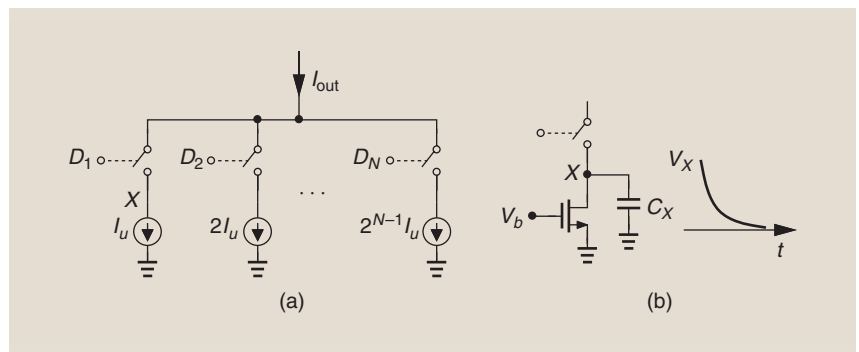 I_out
D_1
D_2
D_N
X
. . .
I_u
2I_u
2^{N–1}I_u
(a)
X
V_b
C_X
V_X
t
(b)